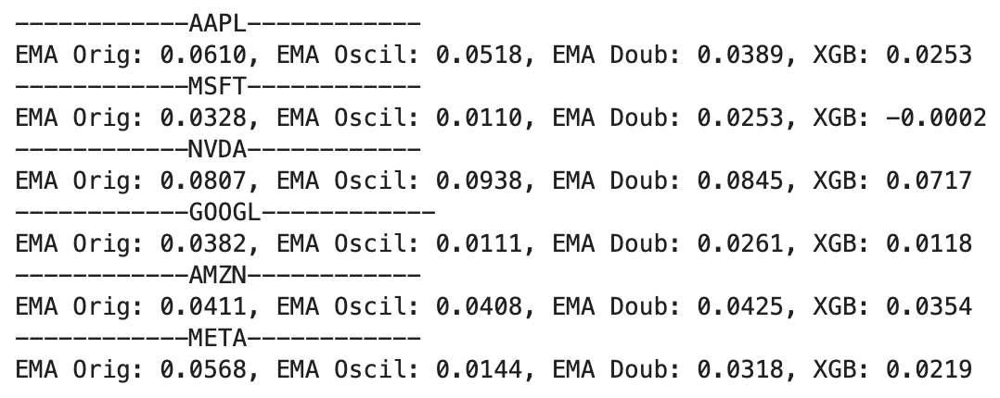 ------------AAPL------------
EMA Orig: 0.0610, EMA Oscil: 0.0518, EMA Doub: 0.0389, XGB: 0.0253
------------MSFT------------
EMA Orig: 0.0328, EMA Oscil: 0.0110, EMA Doub: 0.0253, XGB: -0.0002
------------NVDA------------
EMA Orig: 0.0807, EMA Oscil: 0.0938, EMA Doub: 0.0845, XGB: 0.0717
------------GOOGL------------
EMA Orig: 0.0382, EMA Oscil: 0.0111, EMA Doub: 0.0261, XGB: 0.0118
------------AMZN------------
EMA Orig: 0.0411, EMA Oscil: 0.0408, EMA Doub: 0.0425, XGB: 0.0354
------------META------------
EMA Orig: 0.0568, EMA Oscil: 0.0144, EMA Doub: 0.0318, XGB: 0.0219